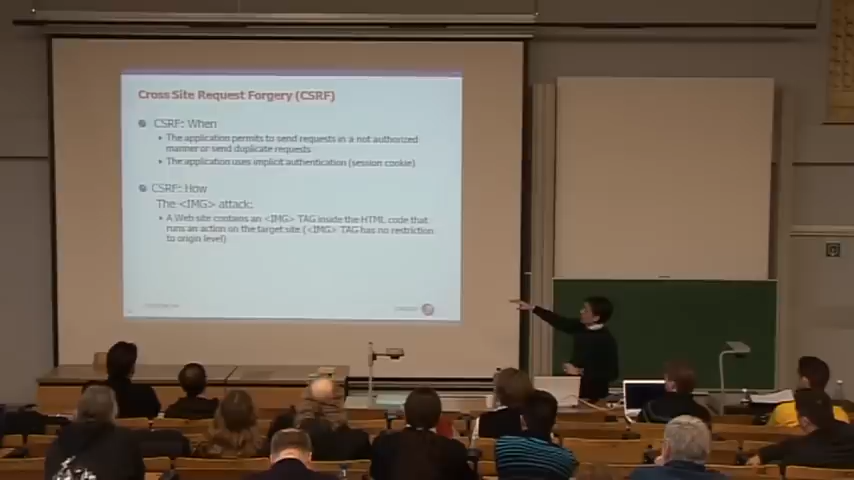 Cross Site Request Forgery (CSRF)
CSRF: When
The application permits to send requests in a not authorized
manner or send duplicate requests
The application uses implicit authentication (session cookie)
CSRF: How
The <IMG> attack:
A Web site contains an <IMG> TAG inside the HTML code that
runs an action on the target site (<IMG> TAG has no restriction
to origin level)